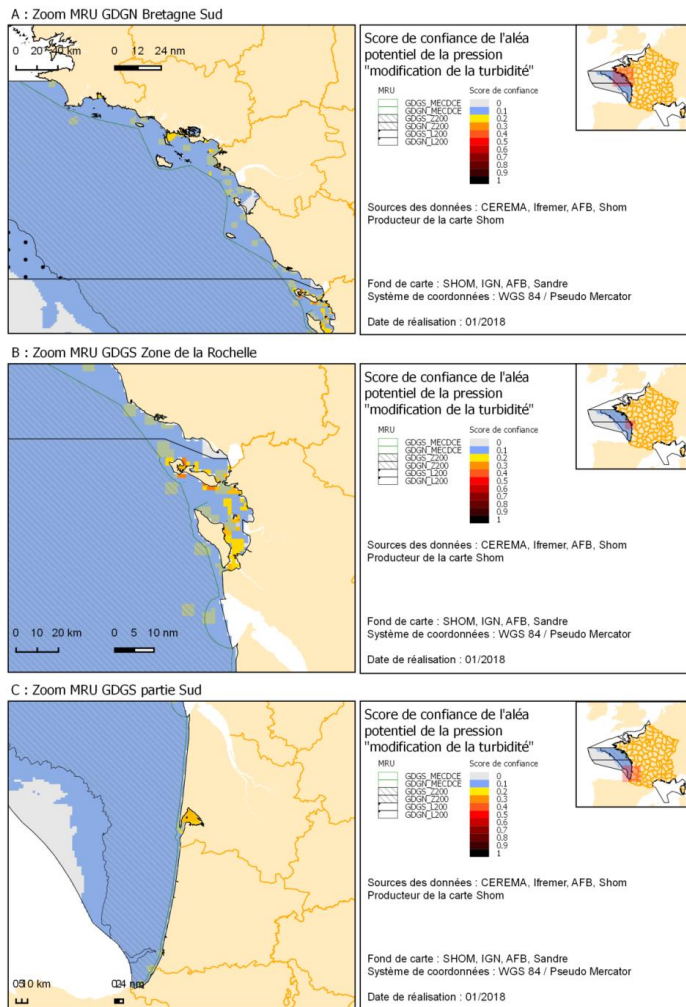 A : Zoom MRU GDGN Bretagne Sud
0 20 40 km 0 12 24 nm
Score de confiance de l'aléa
potentiel de la pression
"modification de la turbidité"
MRU Score de confiance
GDGS_MECDCE 0
GDGN_MECDCE 0.1
GDGS_Z200 0.2
GDGN_Z200 0.3
GDGS_L200 0.4
GDGN_L200 0.5
0.6
0.7
0.8
0.9
1
Sources des données : CEREMA, Ifremer, AFB, Shom
Producteur de la carte Shom
Fond de carte : SHOM, IGN, AFB, Sandre
Système de coordonnées : WGS 84 / Pseudo Mercator
Date de réalisation : 01/2018
B : Zoom MRU GDGS Zone de la Rochelle
0 10 20 km 0 5 10 nm
Score de confiance de l'aléa
potentiel de la pression
"modification de la turbidité"
MRU Score de confiance
GDGS_MECDCE 0
GDGN_MECDCE 0.1
GDGS_Z200 0.2
GDGN_Z200 0.3
GDGS_L200 0.4
GDGN_L200 0.5
0.6
0.7
0.8
0.9
1
Sources des données : CEREMA, Ifremer, AFB, Shom
Producteur de la carte Shom
Fond de carte : SHOM, IGN, AFB, Sandre
Système de coordonnées : WGS 84 / Pseudo Mercator
Date de réalisation : 01/2018
C : Zoom MRU GDGS partie Sud
Score de confiance de l'aléa
potentiel de la pression
"modification de la turbidité"
MRU Score de confiance
GDGS_MECDCE 0
GDGN_MECDCE 0.1
GDGS_Z200 0.2
GDGN_Z200 0.3
GDGS_L200 0.4
GDGN_L200 0.5
0.6
0.7
0.8
0.9
1
Sources des données : CEREMA, Ifremer, AFB, Shom
Producteur de la carte Shom
Fond de carte : SHOM, IGN, AFB, Sandre
Système de coordonnées : WGS 84 / Pseudo Mercator
Date de réalisation : 01/2018